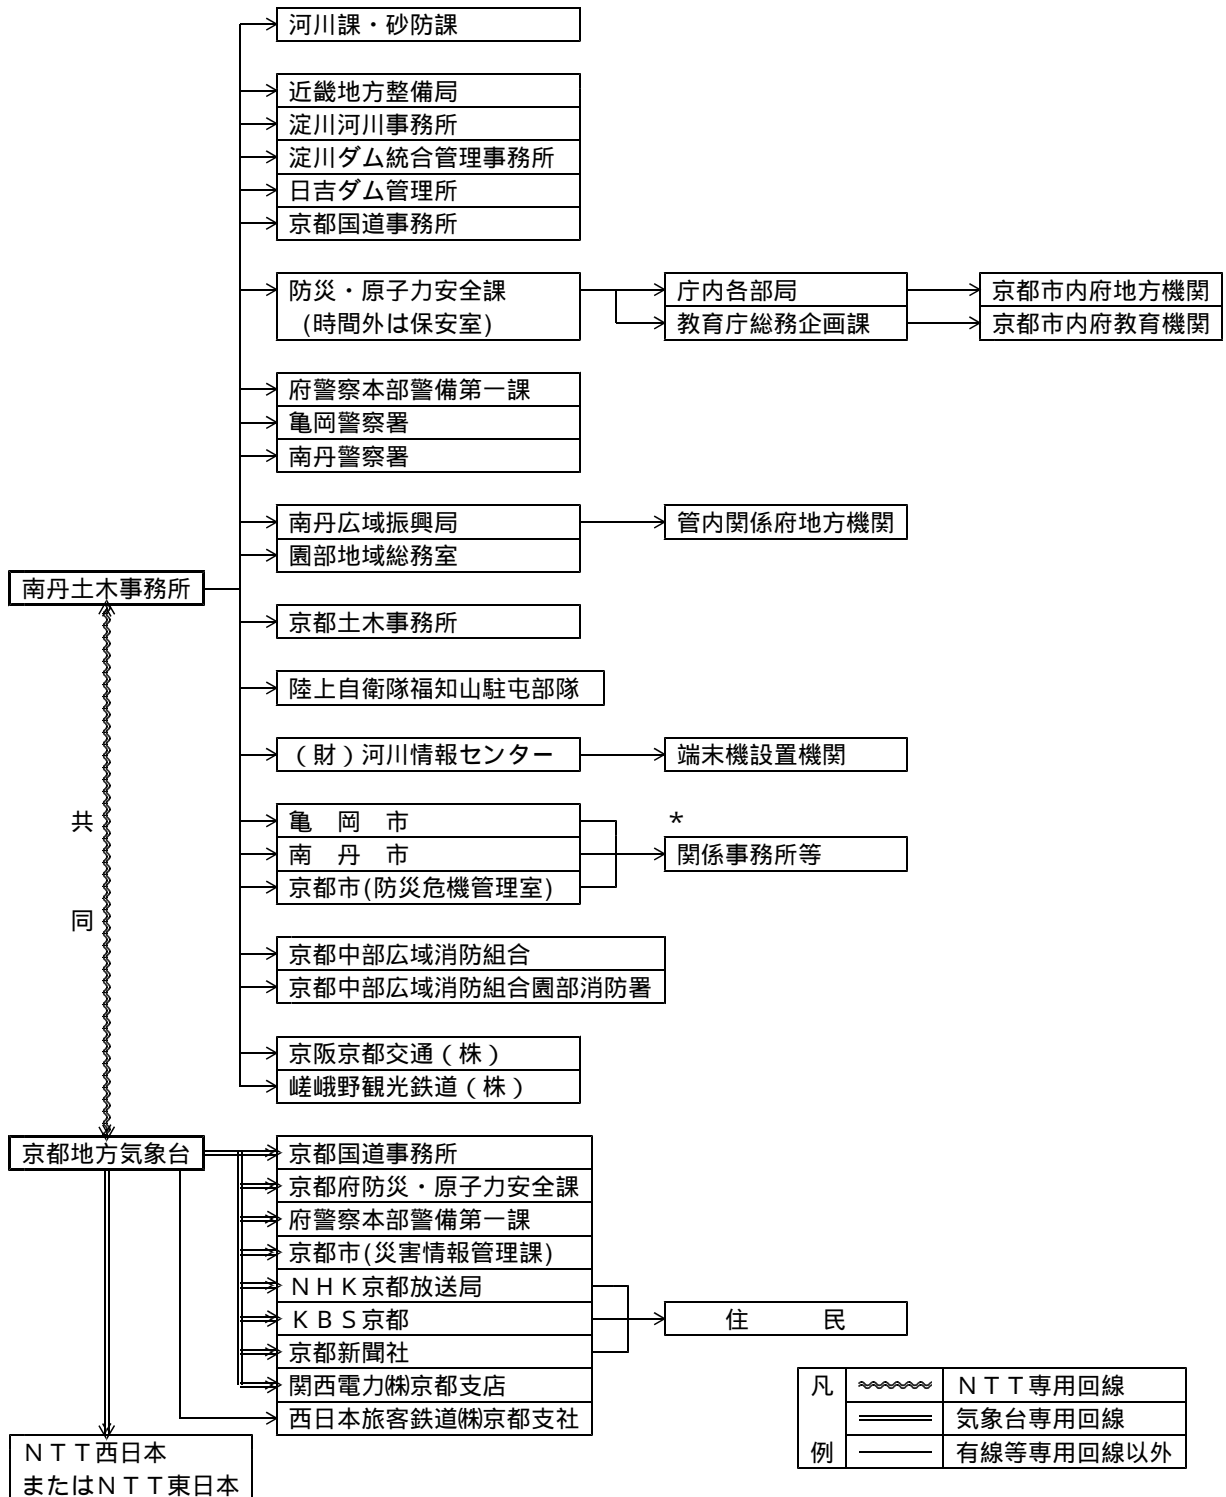 河川課・砂防課
近畿地方整備局
淀川河川事務所
淀川ダム統合管理事務所
日吉ダム管理所
京都国道事務所
防災・原子力安全課
(時間外は保安室)
庁内各部局
京都市内府地方機関
教育庁総務企画課
京都市内府教育機関
府警察本部警備第一課
亀岡警察署
南丹警察署
南丹広域振興局
管内関係府地方機関
園部地域総務室
南丹土木事務所
京都土木事務所
陸上自衛隊福知山駐屯部隊
（財）河川情報センター
端末機設置機関
共
同
亀　岡　市
＊
南　丹　市
関係事務所等
京都市(防災危機管理室)
京都中部広域消防組合
京都中部広域消防組合園部消防署
京阪京都交通（株）
嵯峨野観光鉄道（株）
京都地方気象台
京都国道事務所
京都府防災・原子力安全課
府警察本部警備第一課
京都市(災害情報管理課)
ＮＨＫ京都放送局
ＫＢＳ京都
住　　　民
京都新聞社
関西電力㈱京都支店
西日本旅客鉄道㈱京都支社
ＮＴＴ西日本
またはＮＴＴ東日本
凡
例
ＮＴＴ専用回線
気象台専用回線
有線等専用回線以外